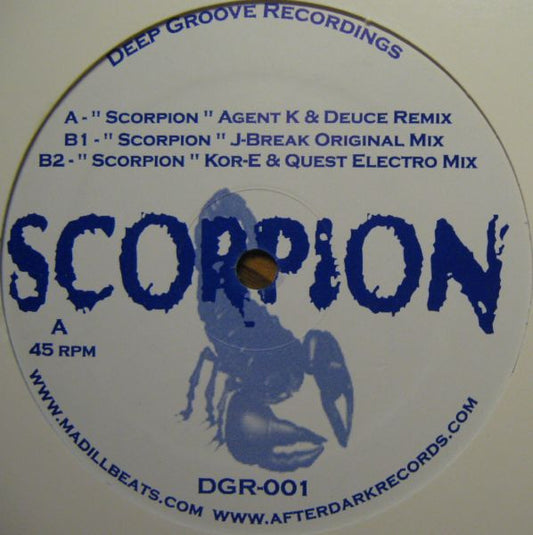 Deep Groove Recordings
A - " Scorpion " Agent K & Deuce Remix
B1 - " Scorpion " J-Break Original Mix
B2 - " Scorpion " Kor-E & Quest Electro Mix
SCORPION
A
45 RPM
DGR-001
www.madillbeats.com www.afterdarkrecords.com